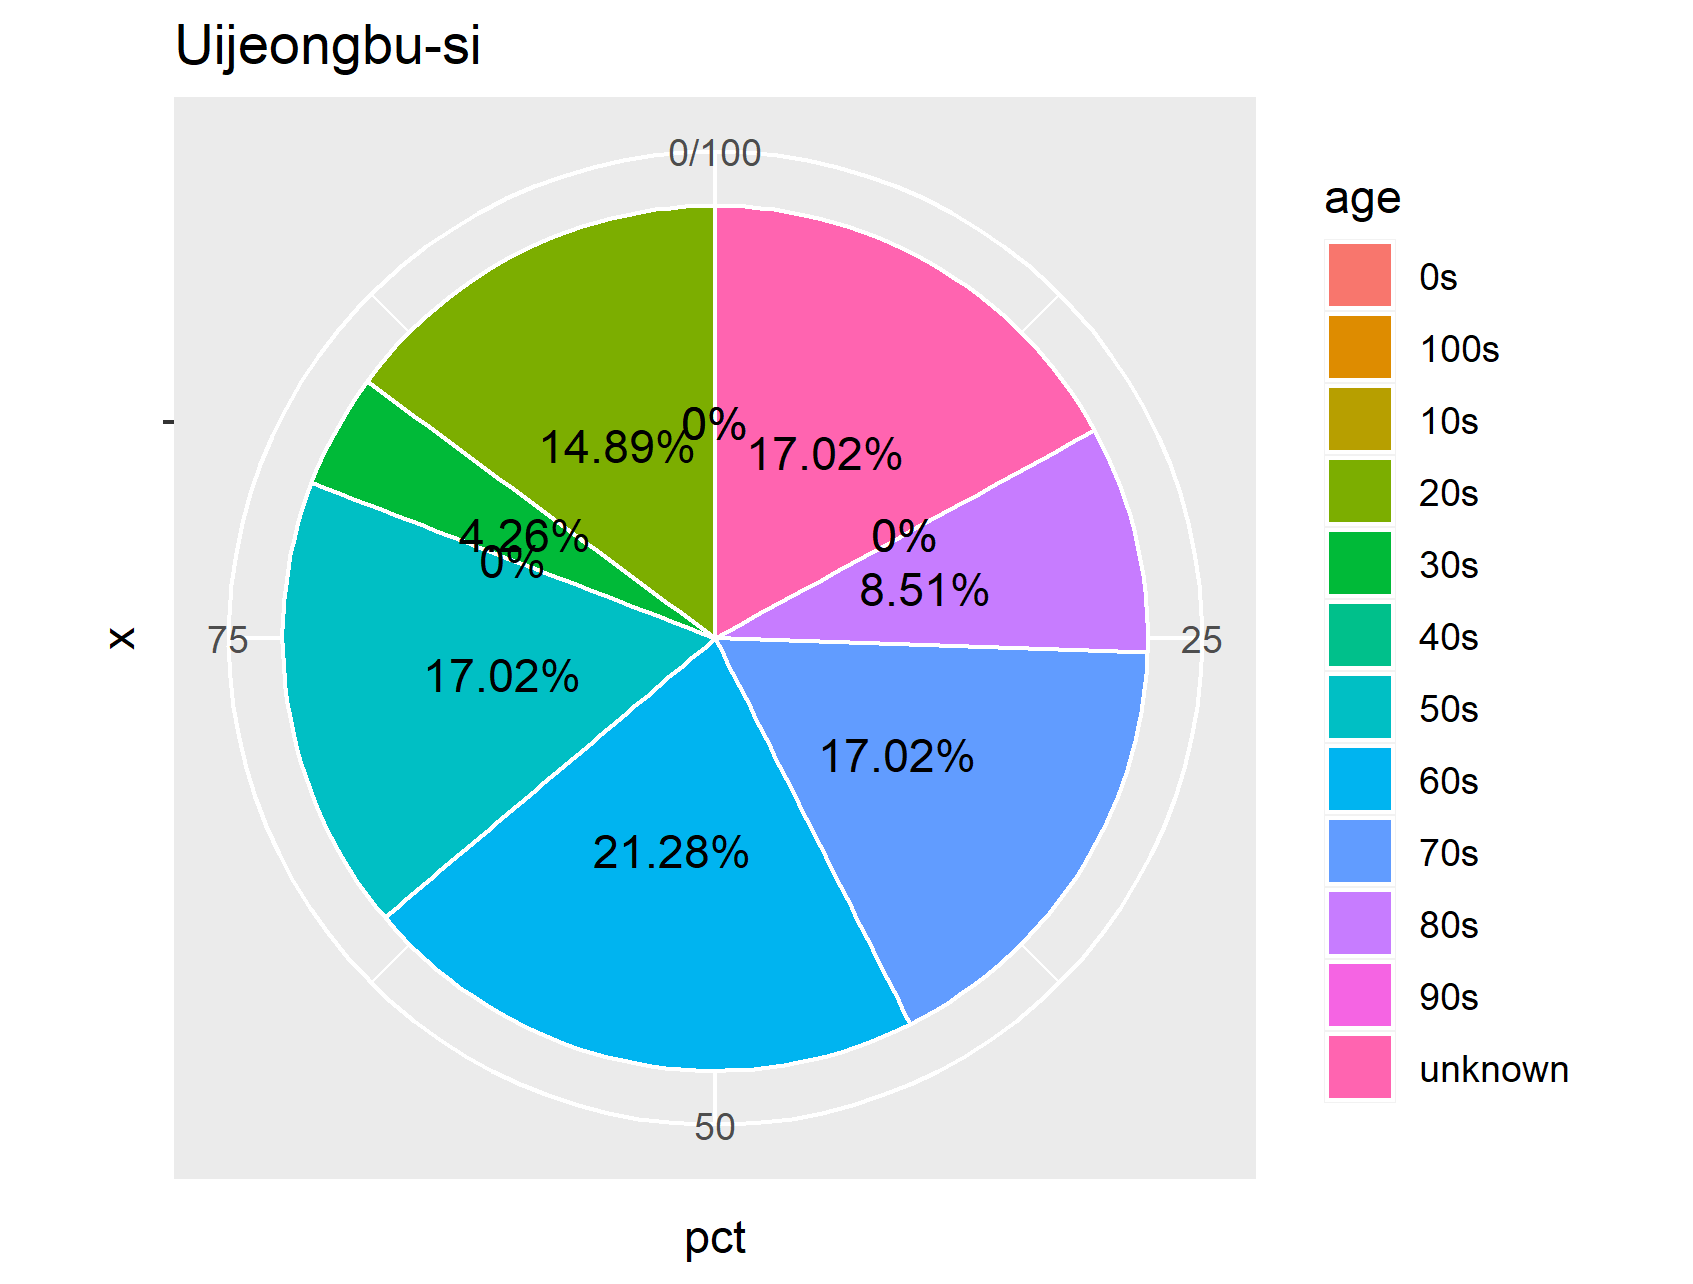 Uijeongbu-si
0/100
14.89%
0%
17.02%
4.26%
0%
0%
8.51%
75
x
25
17.02%
17.02%
21.28%
50
pct
age
0s
100s
10s
20s
30s
40s
50s
60s
70s
80s
90s
unknown